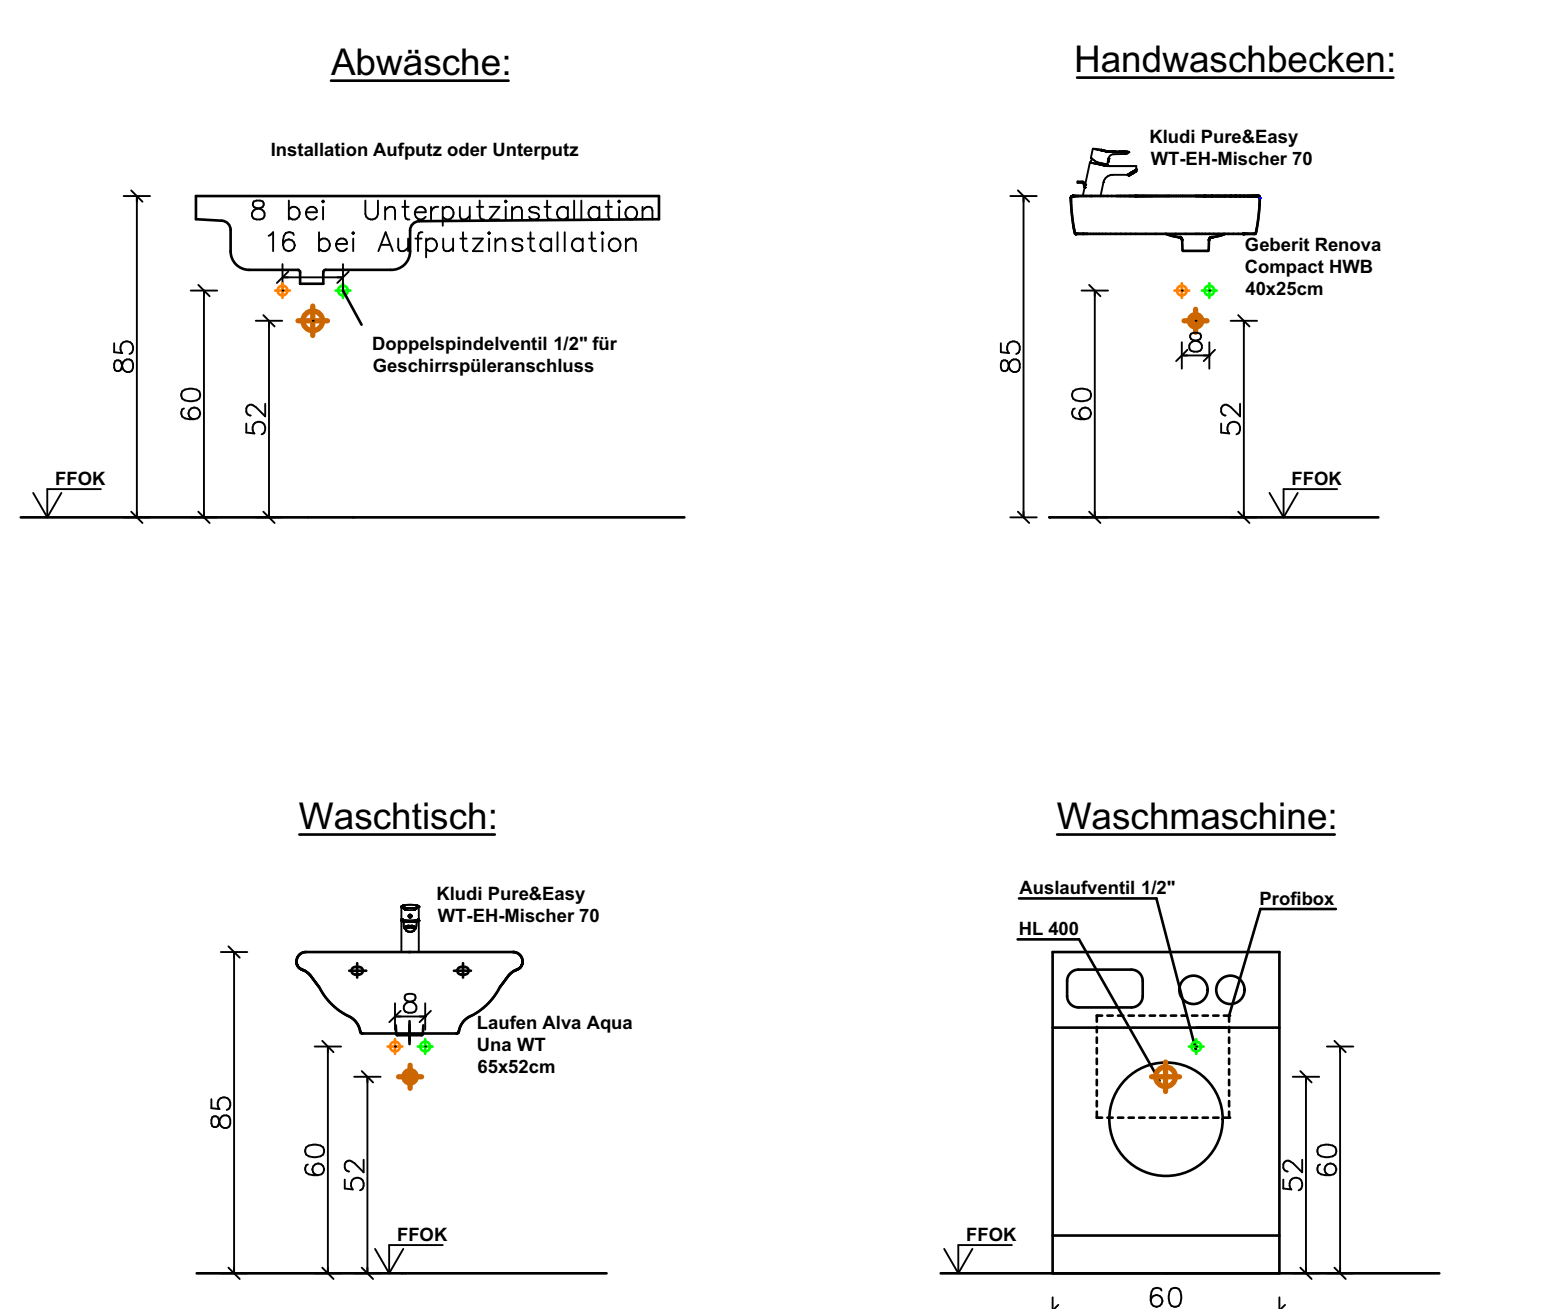 Abwäsche:
Installation Aufputz oder Unterputz
8 bei Unterputzinstallation
16 bei Aufputzinstallation
Doppelspindelventil 1/2" für
Geschirrspüleranschluss
85
60
52
FFOK
Handwaschbecken:
Kludi Pure&Easy
WT-EH-Mischer 70
Geberit Renova
Compact HWB
40x25cm
8
85
60
52
FFOK
Waschtisch:
Kludi Pure&Easy
WT-EH-Mischer 70
8
Laufen Alva Aqua
Una WT
65x52cm
85
60
52
FFOK
Waschmaschine:
Auslaufventil 1/2"
Profibox
HL 400
52
60
FFOK
60